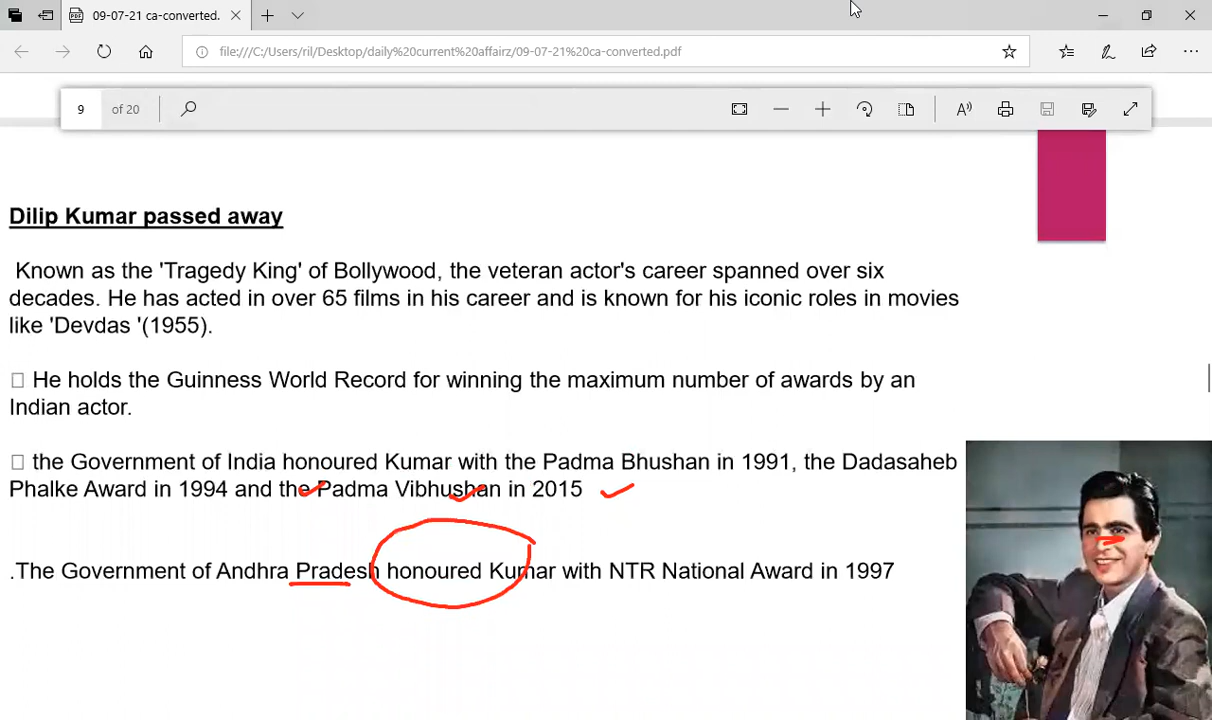 09-07-21 ca-converted.
file:///C:/Users/ril/Desktop/daily%20current%20affairz/09-07-21%20ca-converted.pdf
9 of 20
Dilip Kumar passed away
Known as the 'Tragedy King' of Bollywood, the veteran actor's career spanned over six
decades. He has acted in over 65 films in his career and is known for his iconic roles in movies
like 'Devdas '(1955).
□ He holds the Guinness World Record for winning the maximum number of awards by an
Indian actor.
□ the Government of India honoured Kumar with the Padma Bhushan in 1991, the Dadasaheb
Phalke Award in 1994 and the Padma Vibhushan in 2015
.The Government of Andhra Pradesh honoured Kumar with NTR National Award in 1997